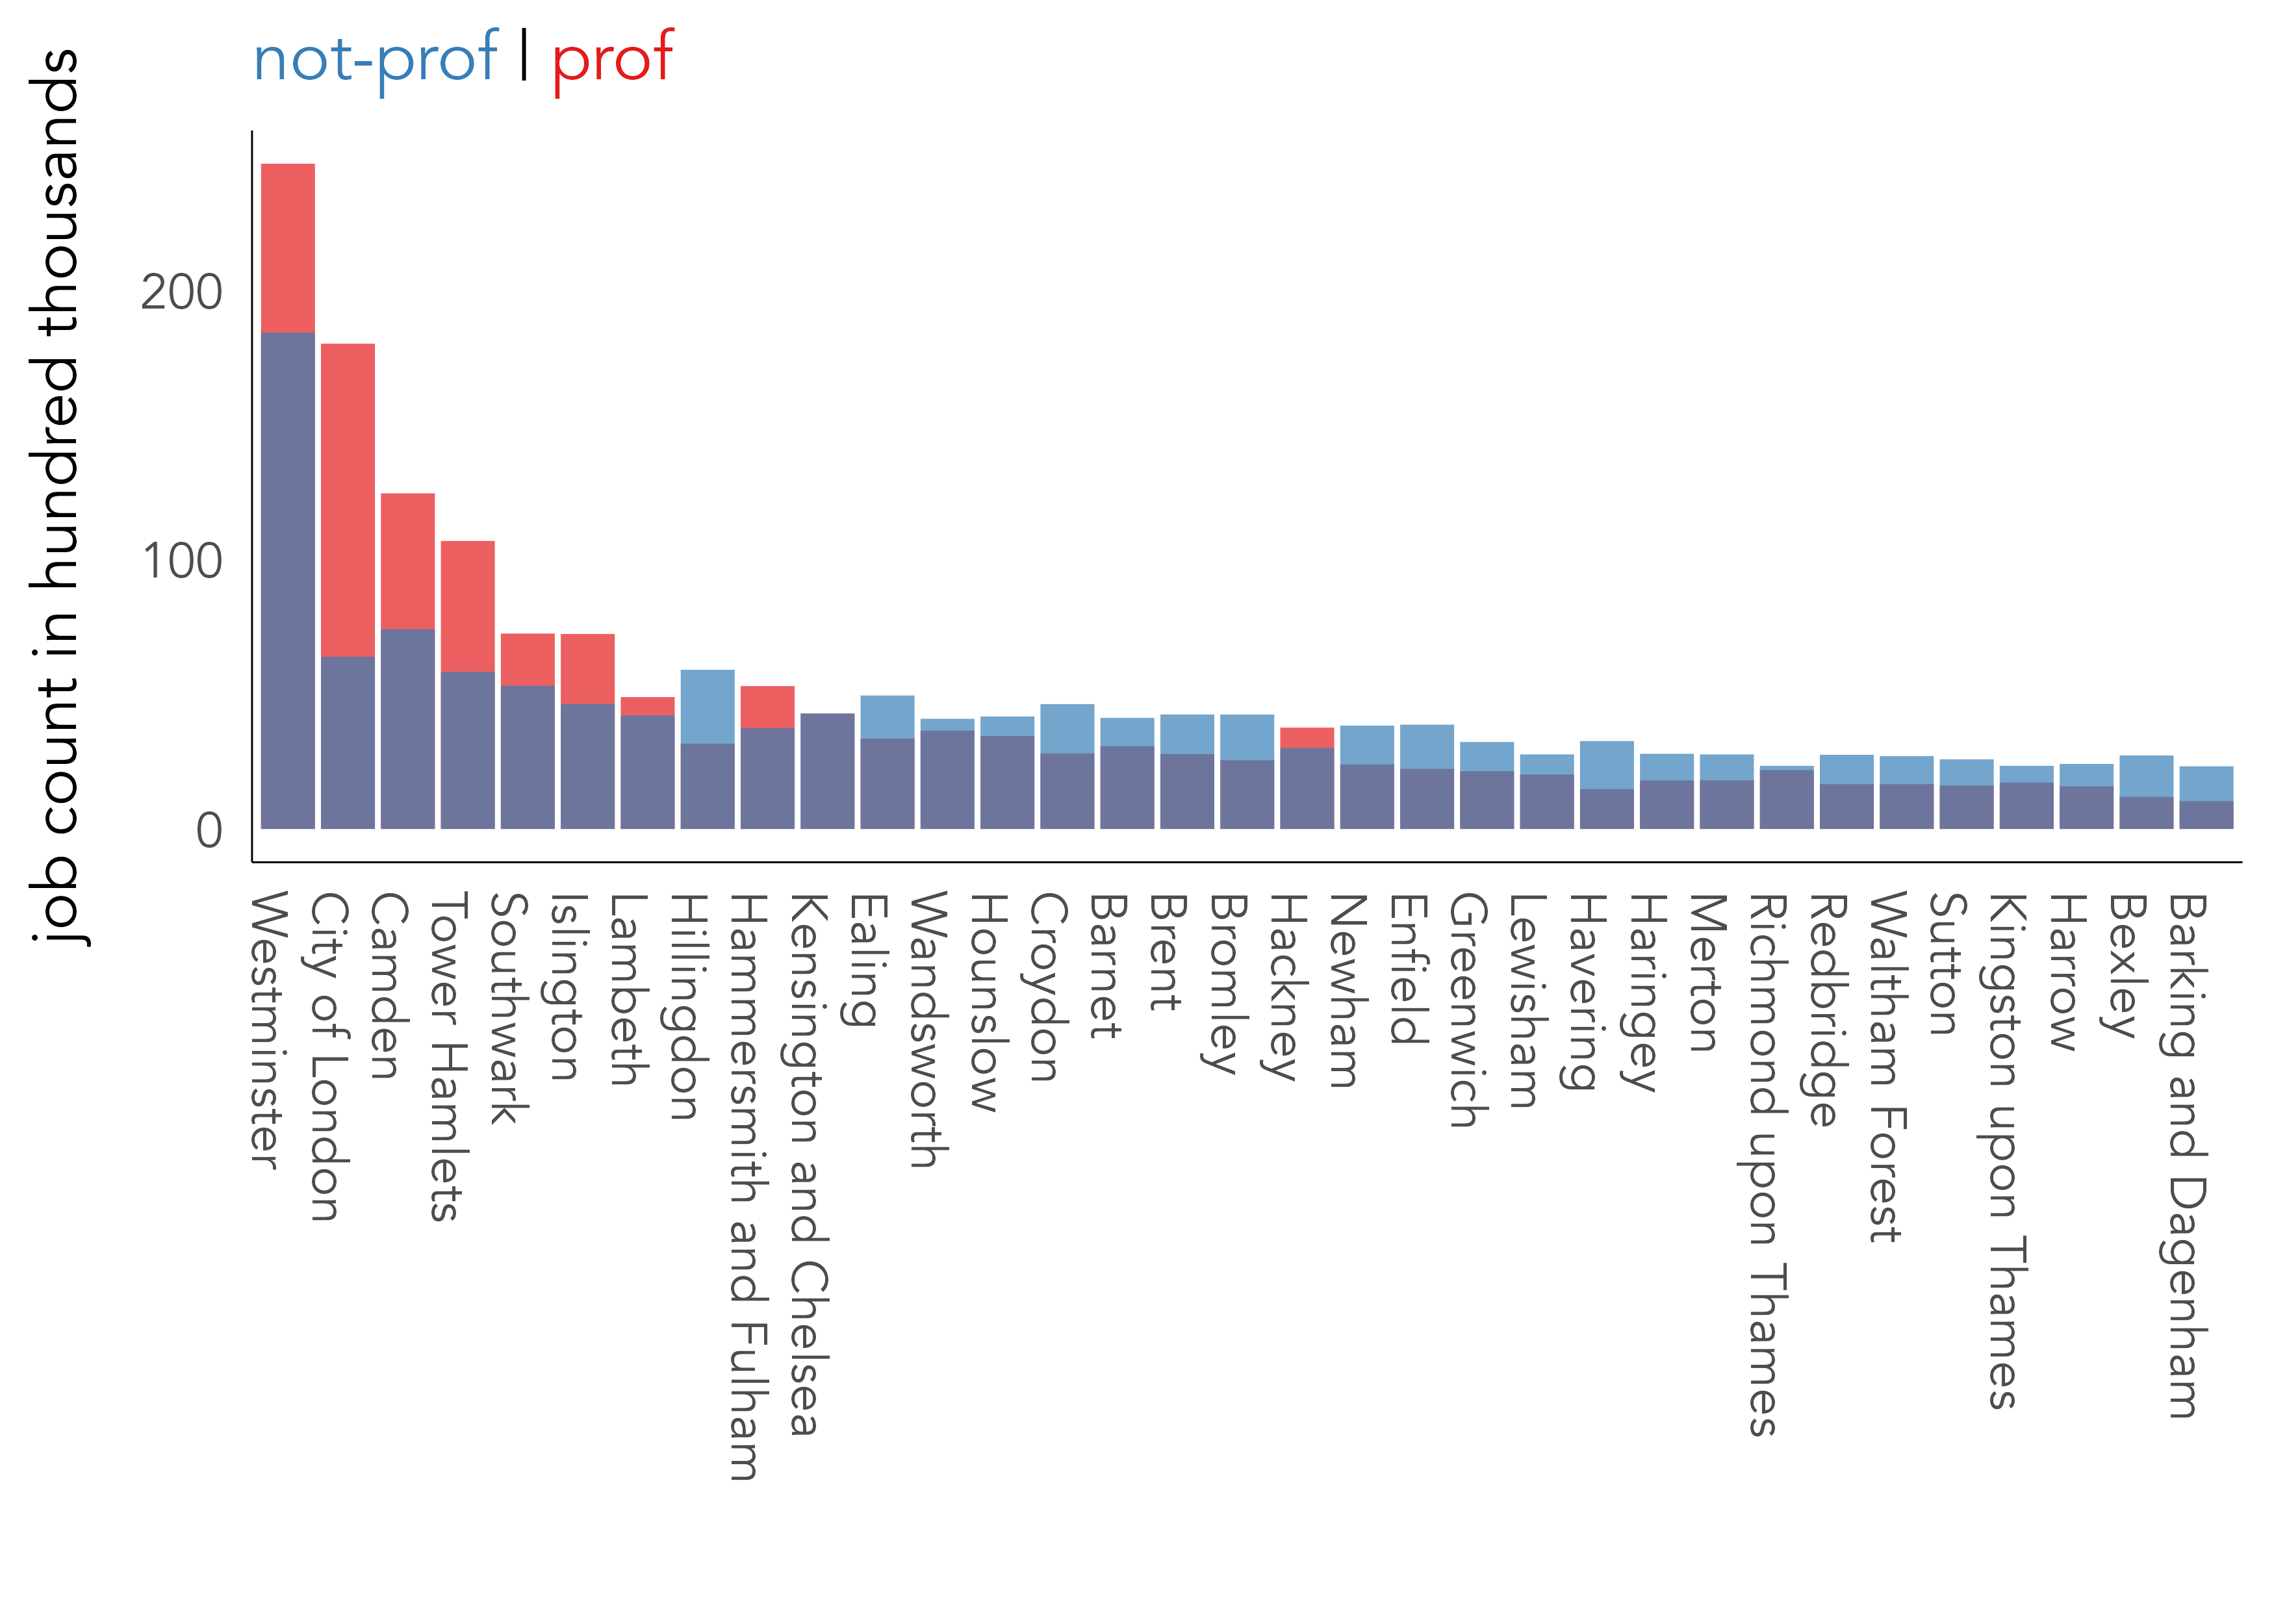 not-prof | prof
job count in hundred thousands
200
100
0
Westminster
City of London
Camden
Tower Hamlets
Southwark
Islington
Lambeth
Hillingdon
Hammersmith and Fulham
Kensington and Chelsea
Ealing
Wandsworth
Hounslow
Croydon
Barnet
Brent
Bromley
Hackney
Newham
Enfield
Greenwich
Lewisham
Havering
Haringey
Merton
Richmond upon Thames
Redbridge
Waltham Forest
Sutton
Kingston upon Thames
Harrow
Bexley
Barking and Dagenham